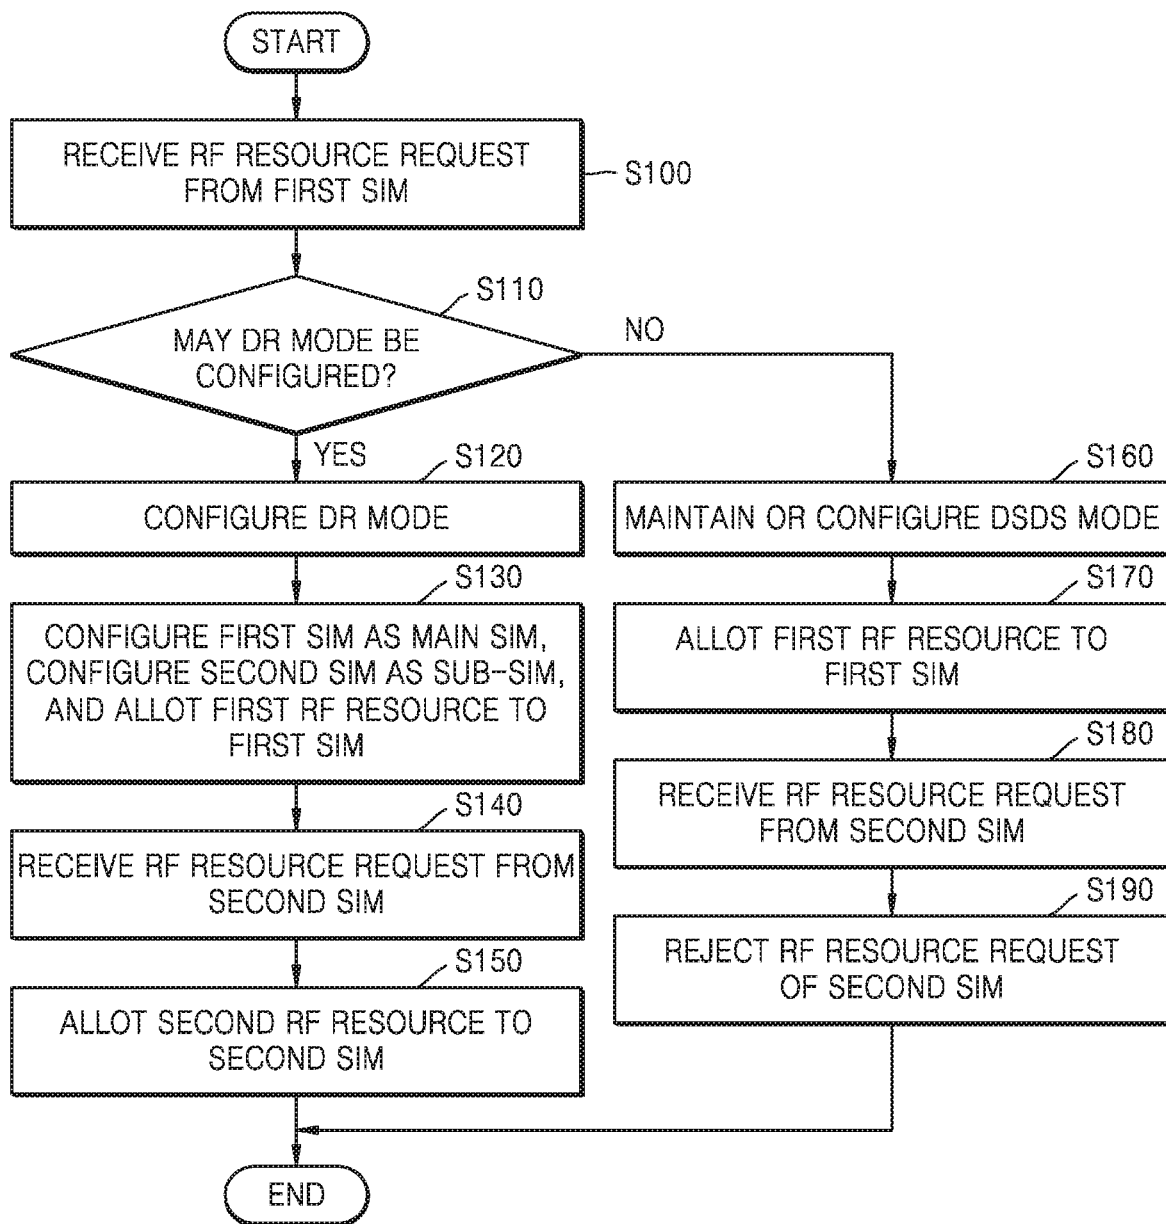 START
RECEIVE RF RESOURCE REQUEST
FROM FIRST SIM
S100
S110
MAY DR MODE BE
CONFIGURED?
NO
YES
S120
CONFIGURE DR MODE
S130
CONFIGURE FIRST SIM AS MAIN SIM,
CONFIGURE SECOND SIM AS SUB-SIM,
AND ALLOT FIRST RF RESOURCE TO
FIRST SIM
S140
RECEIVE RF RESOURCE REQUEST FROM
SECOND SIM
S150
ALLOT SECOND RF RESOURCE TO
SECOND SIM
S160
MAINTAIN OR CONFIGURE DSDS MODE
S170
ALLOT FIRST RF RESOURCE TO
FIRST SIM
S180
RECEIVE RF RESOURCE REQUEST
FROM SECOND SIM
S190
REJECT RF RESOURCE REQUEST
OF SECOND SIM
END